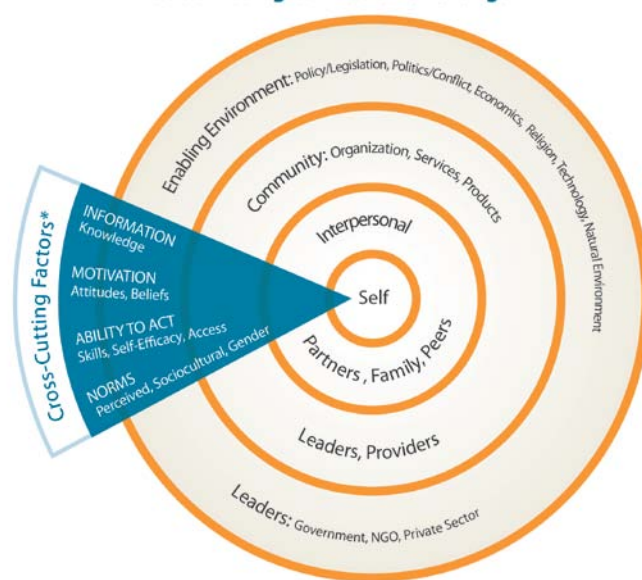 Enabling Environment: Policy/Legislation, Politics/Conflict, Economics, Religion, Technology, Natural Environment
Community: Organization, Services, Products
Interpersonal
Self
Partners , Family, Peers
Leaders, Providers
Leaders: Government, NGO, Private Sector
Cross-Cutting Factors*
INFORMATION
Knowledge
MOTIVATION
Attitudes, Beliefs
ABILITY TO ACT
Skills, Self-Efficacy, Access
NORMS
Perceived, Sociocultural, Gender